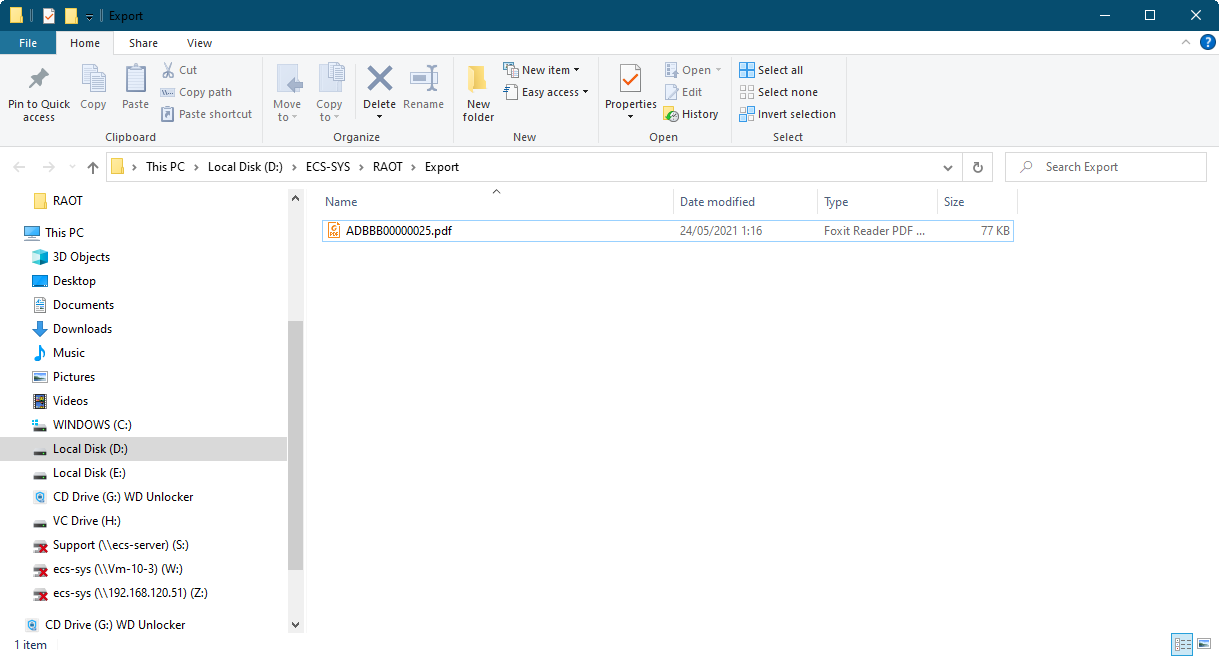 Export
File Home Share View
Pin to Quick access
Copy
Paste
Cut
Copy path
Paste shortcut
Clipboard
Move to
Copy to
Delete
Rename
Organize
New folder
New item
Easy access
New
Properties
Open
Edit
History
Open
Select all
Select none
Invert selection
Select
This PC › Local Disk (D:) › ECS-SYS › RAOT › Export
Search Export
RAOT
This PC
3D Objects
Desktop
Documents
Downloads
Music
Pictures
Videos
WINDOWS (C:)
Local Disk (D:)
Local Disk (E:)
CD Drive (G:) WD Unlocker
VC Drive (H:)
Support (\\ecs-server) (S:)
ecs-sys (\\Vm-10-3) (W:)
ecs-sys (\\192.168.120.51) (Z:)
CD Drive (G:) WD Unlocker
Name Date modified Type Size
ADBBB00000025.pdf 24/05/2021 1:16 Foxit Reader PDF ... 77 KB
1 item